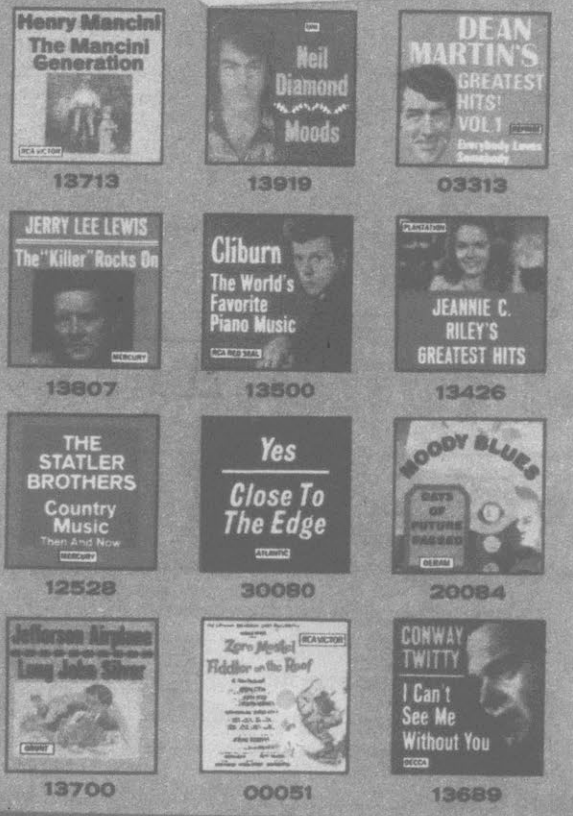 Henry Mancini
The Mancini
Generation
RCA VICTOR
13713
UNI
Neil
Diamond
Moods
13919
DEAN
MARTIN'S
GREATEST
HITS!
VOL 1
REPRISE
Everybody Loves
Somebody
03313
JERRY LEE LEWIS
The "Killer" Rocks On
MERCURY
13807
Cliburn
The World's
Favorite
Piano Music
RCA RED SEAL
13500
PLANTATION
JEANNIE C.
RILEY'S
GREATEST HITS
13426
THE
STATLER
BROTHERS
Country
Music
Then And Now
MERCURY
12528
Yes
Close To
The Edge
ATLANTIC
30080
MOODY BLUES
DAYS
OF
FUTURE
PASSED
DERAM
20084
Jefferson Airplane
Long John Silver
GRUNT
13700
RCA VICTOR
Zero Mostel
Fiddler on the Roof
00051
CONWAY
TWITTY
I Can't
See Me
Without You
DECCA
13689